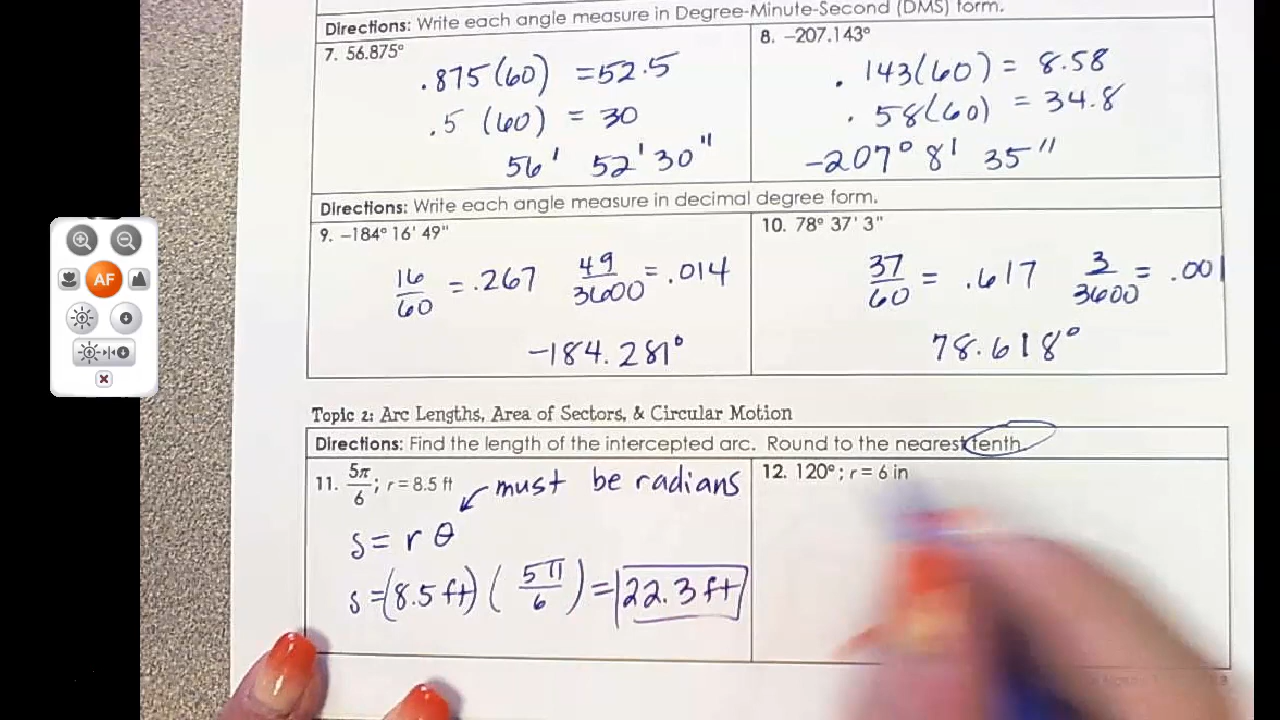 Directions: Write each angle measure in Degree-Minute-Second (DMS) form.
7. 56.875°
.875(60) = 52.5
.5 (60) = 30
56' 52' 30"
8. −207.143°
.143(60) = 8.58
.58(60) = 34.8
-207° 8' 35"
Directions: Write each angle measure in decimal degree form.
9. −184° 16' 49"
16/60 = .267 49/3600 = .014
-184.281°
10. 78° 37' 3"
37/60 = .617 3/3600 = .001
78.618°
Topic 2: Arc Lengths, Area of Sectors, & Circular Motion
Directions: Find the length of the intercepted arc. Round to the nearest tenth.
11. 5π/6; r = 8.5 ft
must be radians
s = r θ
s = (8.5 ft) (5π/6) = 22.3 ft
12. 120°; r = 6 in
AF